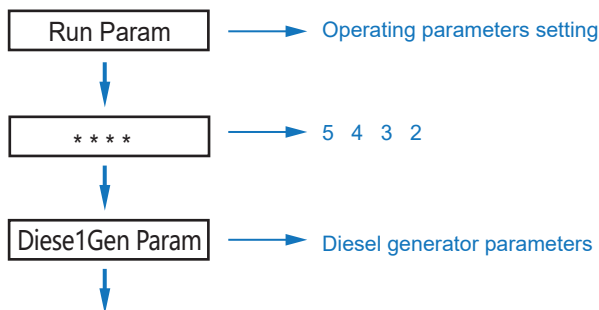 Run Param Operating parameters setting
**** 5 4 3 2
Diese1Gen Param Diesel generator parameters